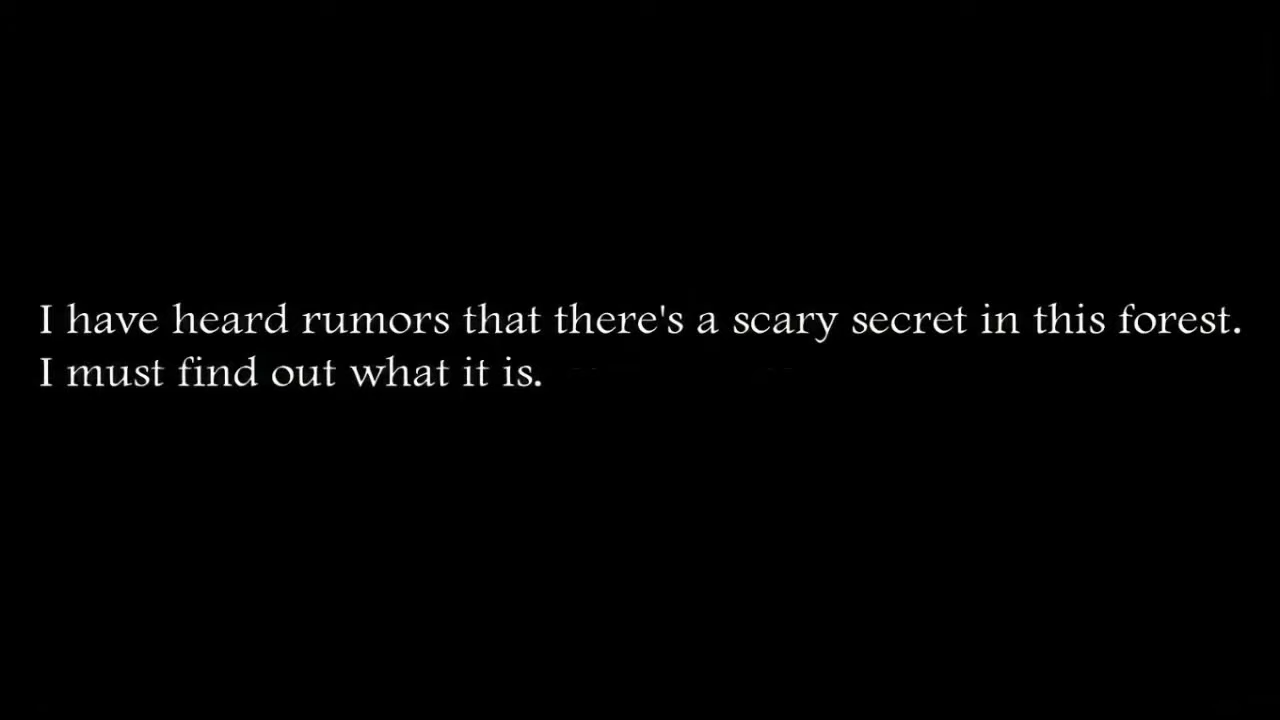 I have heard rumors that there's a scary secret in this forest.
I must find out what it is.